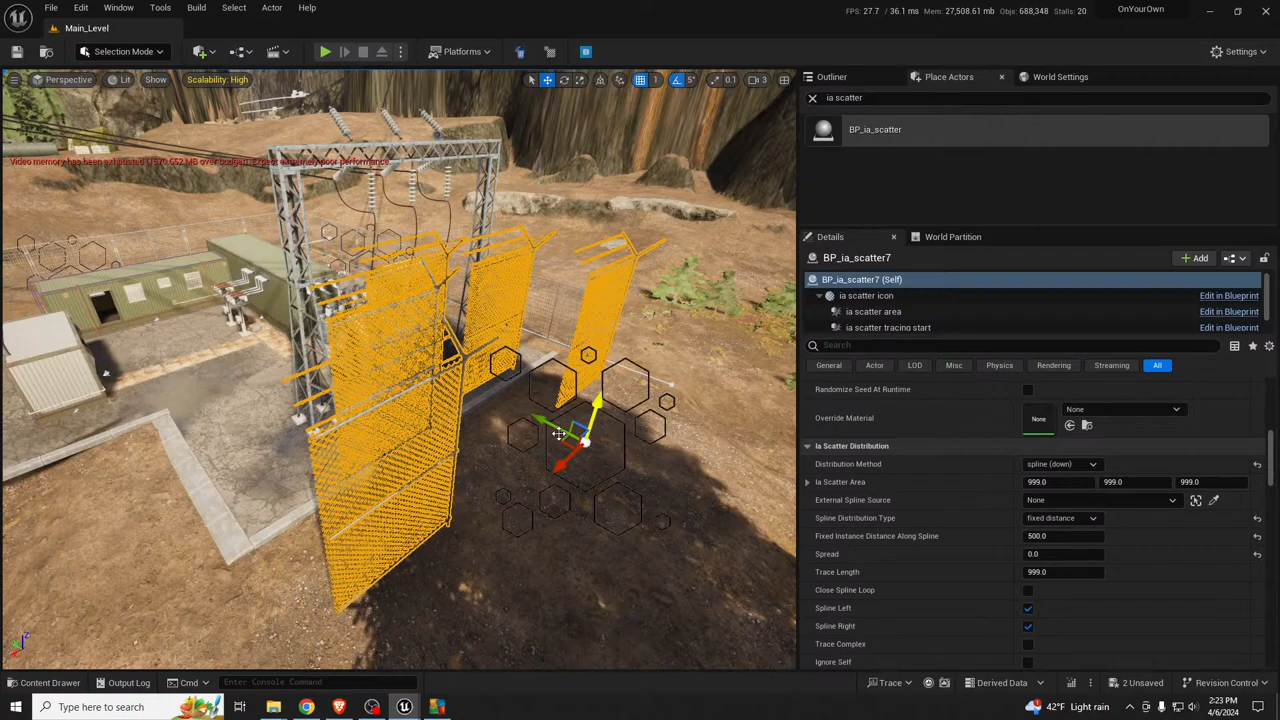 File Edit Window Tools Build Select Actor Help
FPS: 27.7 / 36.1 ms Mem: 27,508.61 mb Objs: 688,348 Stalls: 20
OnYourOwn
Main_Level
Selection Mode
Platforms
Settings
Perspective Lit Show Scalability: High
1 5° 0.1 3
Outliner Place Actors World Settings
ia scatter
BP_ia_scatter
Details World Partition
BP_ia_scatter7
Add
BP_ia_scatter7 (Self)
ia scatter icon Edit in Blueprint
ia scatter area Edit in Blueprint
ia scatter tracing start Edit in Blueprint
Search
General Actor LOD Misc Physics Rendering Streaming All
Randomize Seed At Runtime
Override Material None None
Ia Scatter Distribution
Distribution Method spline (down)
Ia Scatter Area 999.0 999.0 999.0
External Spline Source None
Spline Distribution Type fixed distance
Fixed Instance Distance Along Spline 500.0
Spread 0.0
Trace Length 999.0
Close Spline Loop
Spline Left
Spline Right
Trace Complex
Ignore Self
Content Drawer Output Log Cmd Enter Console Command
Trace Derived Data 2 Unsaved Revision Control
Type here to search
42°F Light rain
2:23 PM
4/6/2024